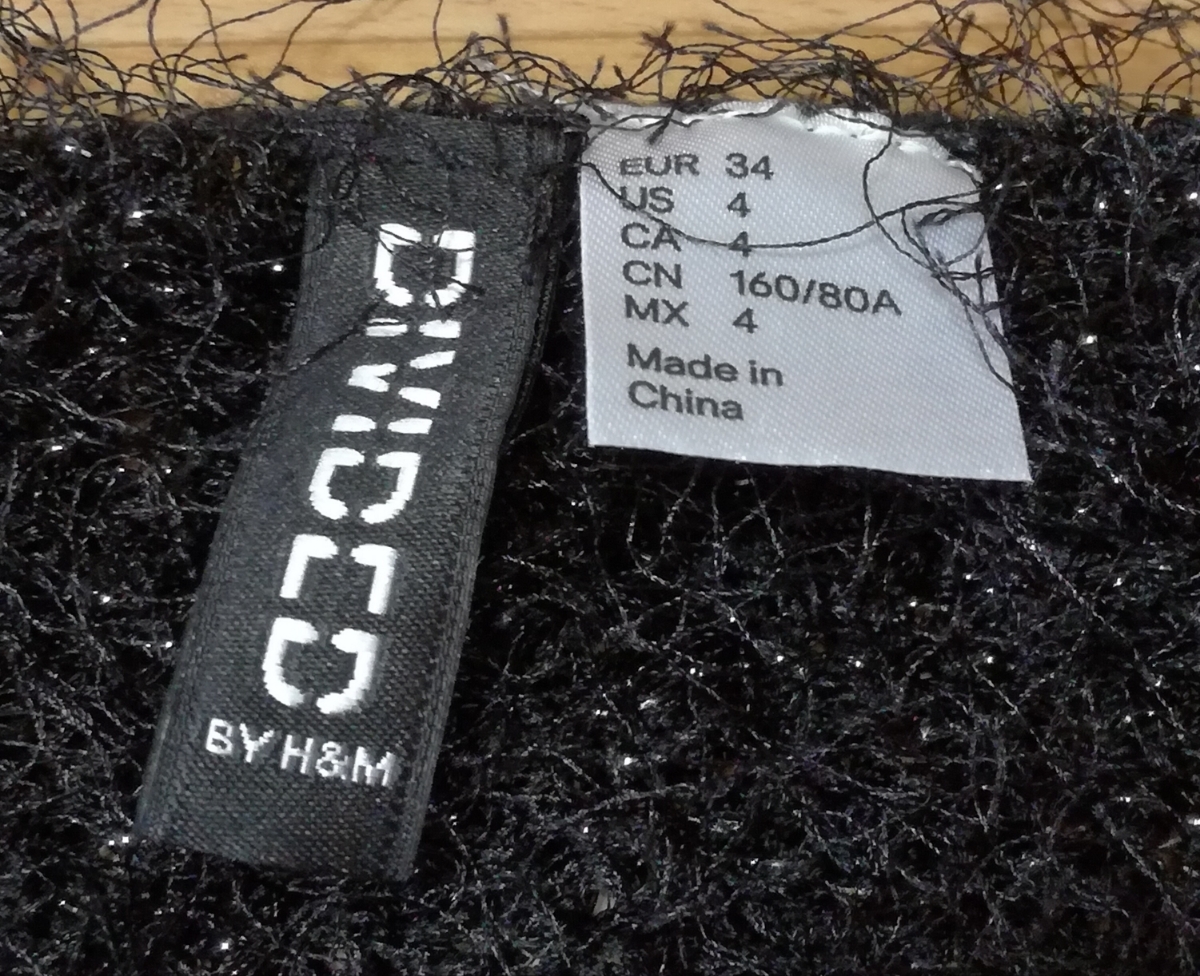 DIVIDED
BY H&M
EUR 34
US 4
CA 4
CN 160/80A
MX 4
Made in
China